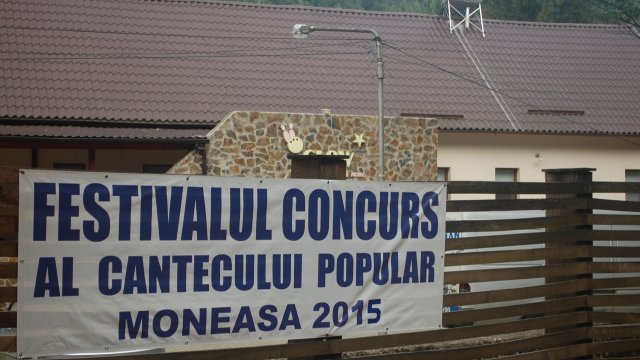 FESTIVALUL CONCURS
AL CANTECULUI POPULAR
MONEASA 2015